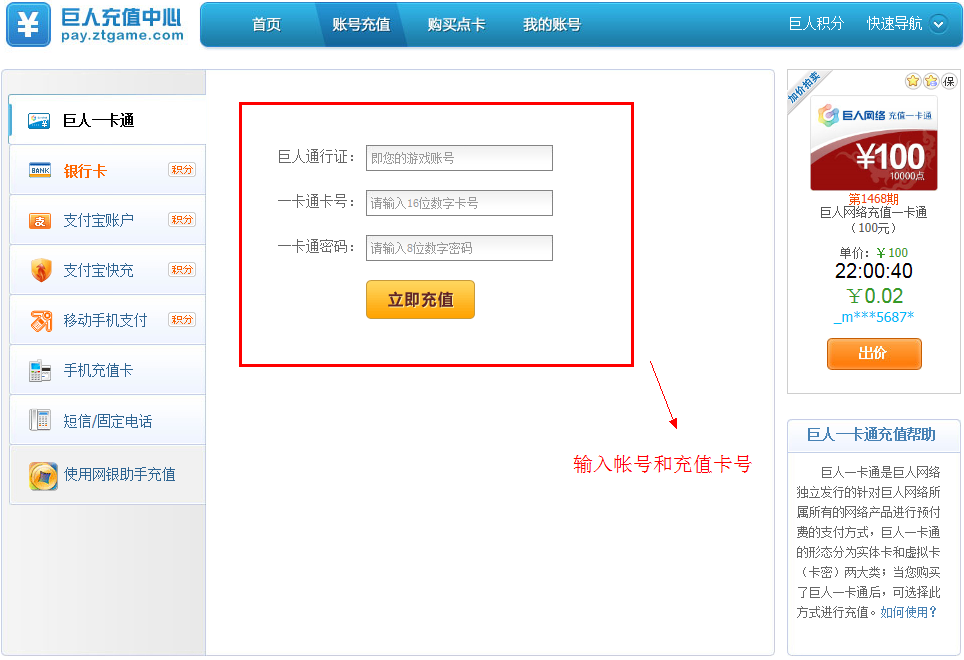 巨人充值中心
pay.ztgame.com
首页 账号充值 购买点卡 我的账号 巨人积分 快速导航
巨人一卡通
银行卡 积分
支付宝账户 积分
支付宝快充 积分
移动手机支付 积分
手机充值卡
短信/固定电话
使用网银助手充值
巨人通行证： 即您的游戏账号
一卡通卡号： 请输入16位数字卡号
一卡通密码： 请输入8位数字密码
立即充值
输入帐号和充值卡号
加价拍卖
保
巨人网络 充值一卡通
¥100
10000点
第1468期
巨人网络充值一卡通
（100元）
单价：￥100
22:00:40
￥0.02
_m***5687*
出价
巨人一卡通充值帮助
巨人一卡通是巨人网络
独立发行的针对巨人网络所
属所有的网络产品进行预付
费的支付方式，巨人一卡通
的形态分为实体卡和虚拟卡
（卡密）两大类；当您购买
了巨人一卡通后，可选择此
方式进行充值。如何使用？